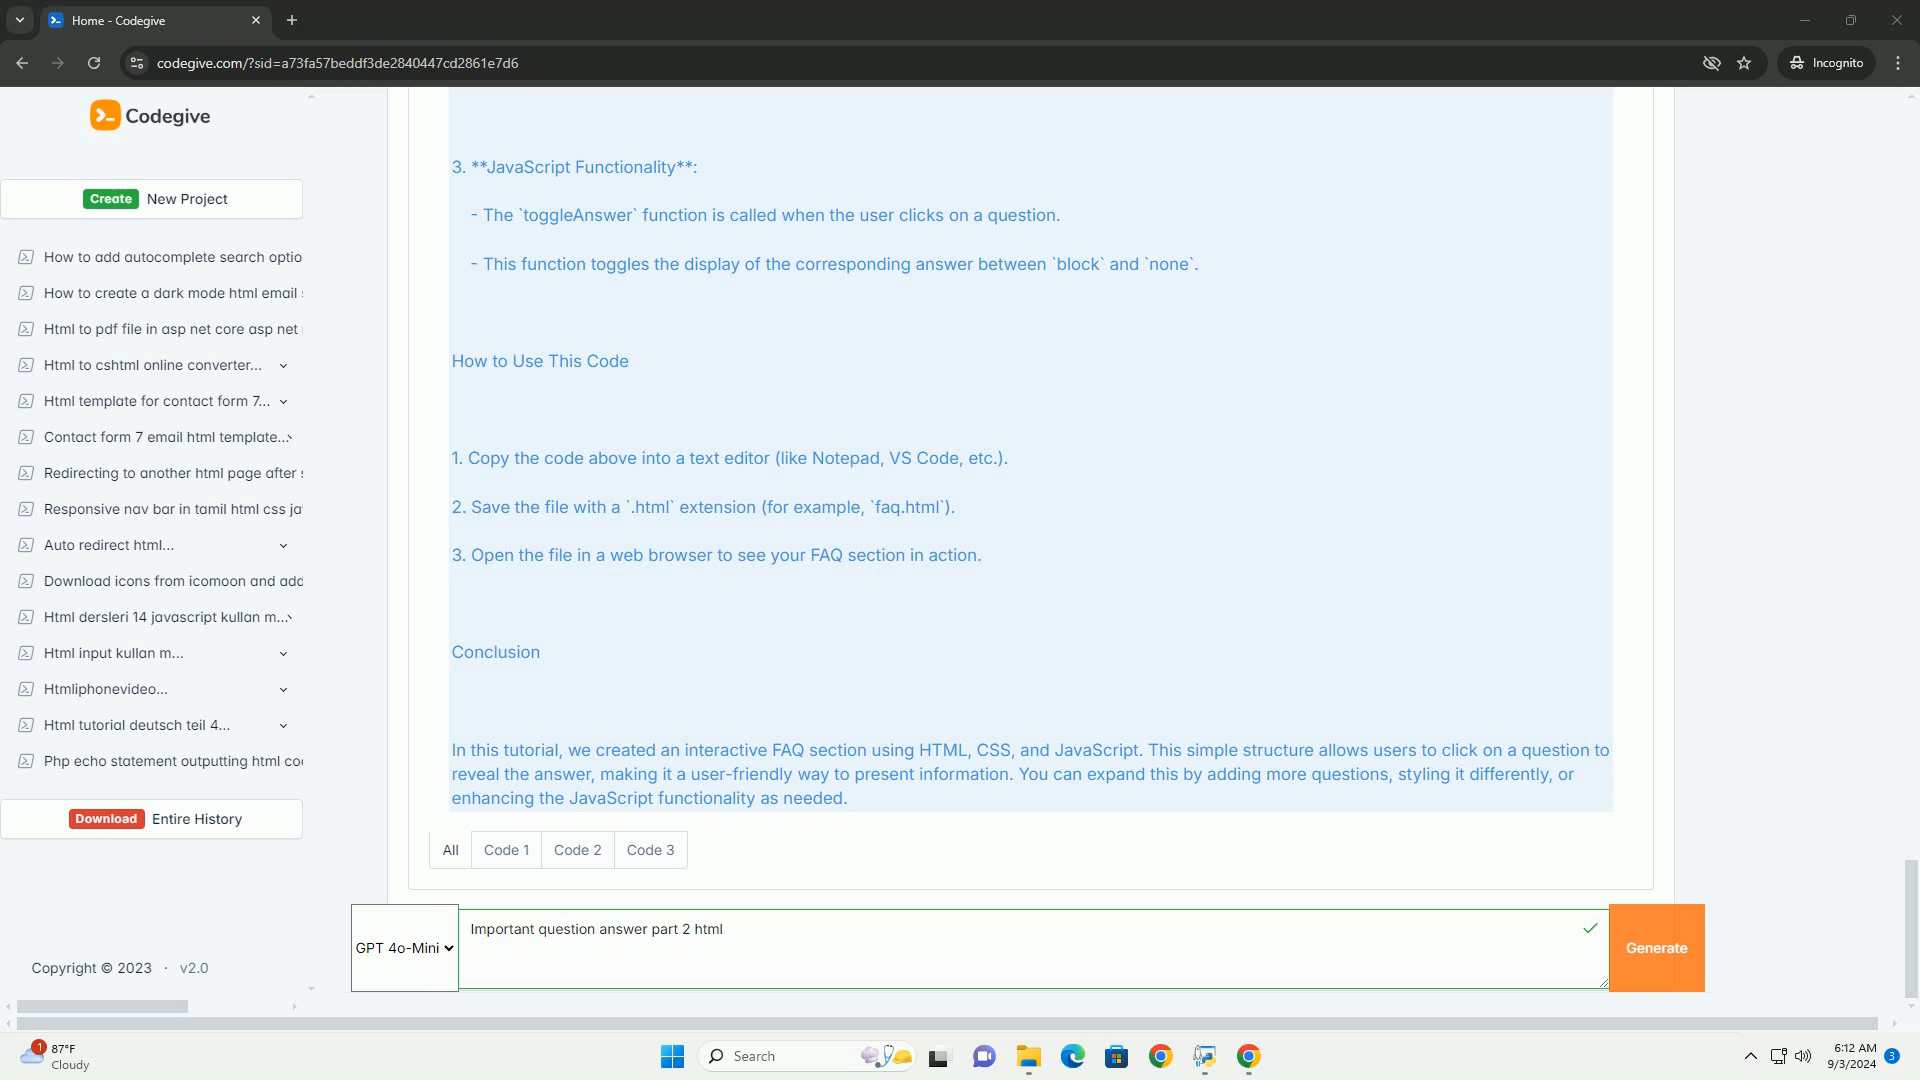 Home - Codegive
codegive.com/?sid=a73fa57beddf3de2840447cd2861e7d6
Incognito
Codegive
Create New Project
How to add autocomplete search optio
How to create a dark mode html email
Html to pdf file in asp net core asp net
Html to cshtml online converter...
Html template for contact form 7...
Contact form 7 email html template...
Redirecting to another html page after
Responsive nav bar in tamil html css ja
Auto redirect html...
Download icons from icomoon and add
Html dersleri 14 javascript kullan m...
Html input kullan m...
Htmliphonevideo...
Html tutorial deutsch teil 4...
Php echo statement outputting html co
Download Entire History
Copyright © 2023 · v2.0
3. **JavaScript Functionality**:
- The `toggleAnswer` function is called when the user clicks on a question.
- This function toggles the display of the corresponding answer between `block` and `none`.
How to Use This Code
1. Copy the code above into a text editor (like Notepad, VS Code, etc.).
2. Save the file with a `.html` extension (for example, `faq.html`).
3. Open the file in a web browser to see your FAQ section in action.
Conclusion
In this tutorial, we created an interactive FAQ section using HTML, CSS, and JavaScript. This simple structure allows users to click on a question to
reveal the answer, making it a user-friendly way to present information. You can expand this by adding more questions, styling it differently, or
enhancing the JavaScript functionality as needed.
All Code 1 Code 2 Code 3
GPT 4o-Mini
Important question answer part 2 html
Generate
1
87°F
Cloudy
Search
6:12 AM
9/3/2024
3